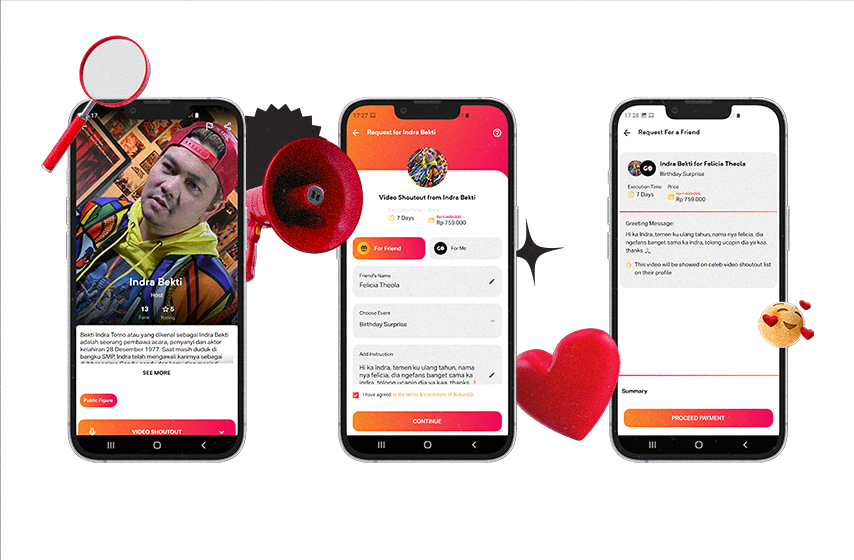 17
Indra Bekti
Host
13
Fans
5
Rating
Bekti Indra Tomo atau yang dikenal sebagai Indra Bekti
adalah seorang pembawa acara, penyanyi dan aktor
kelahiran 28 Desember 1977. Saat masih duduk di
bangku SMP, Indra telah mengawali karirnya sebagai
SEE MORE
Public Figure
VIDEO SHOUTOUT
17:27
Request for Indra Bekti
Video Shoutout from Indra Bekti
Execution Time Price
7 Days
Rp 759.000
For Friend
GO For Me
Friend's Name
Felicia Theola
Choose Event
Birthday Surprise
Add Instruction
Hi ka Indra, temen ku ulang tahun, nama
nya felicia, dia ngefans banget sama ka
indra, tolong ucapin dia ya kaa, thanks
I have agreed to the terms & conditions of
CONTINUE
17:28
Request For a Friend
GO
Indra Bekti for Felicia Theola
Birthday Surprise
Execution Time Price
7 Days
Rp 759.000
Greeting Message:
Hi ka Indra, temen ku ulang tahun, nama nya felicia, dia
ngefans banget sama ka indra, tolong ucapin dia ya kaa,
thanks 🙏
This video will be showed on celeb video shoutout list
on their profile
Summary
PROCEED PAYMENT